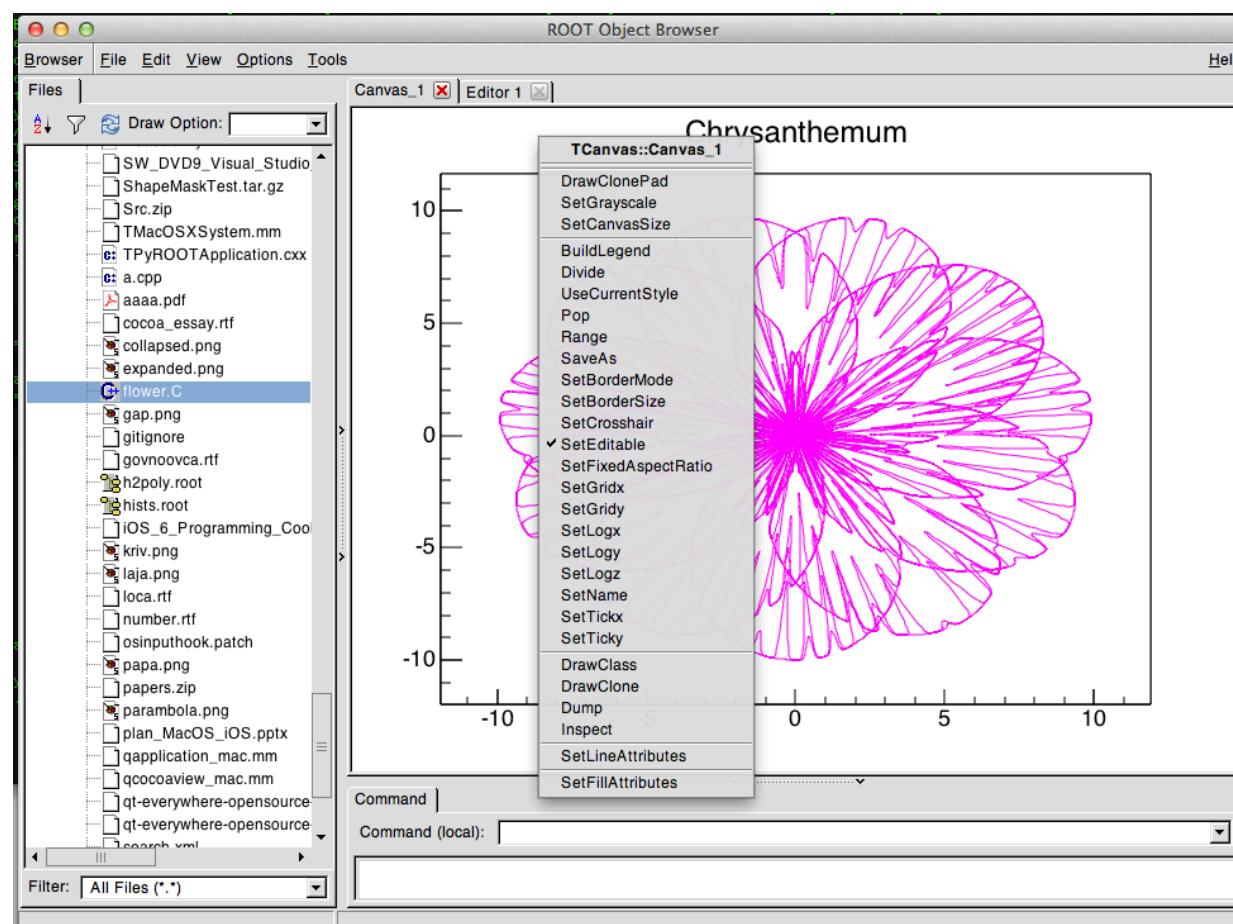 ROOT Object Browser
Browser File Edit View Options Tools
Files
Draw Option:
SW_DVD9_Visual_Studio_
ShapeMaskTest.tar.gz
Src.zip
TMacOSXSystem.mm
TPyROOTApplication.cxx
a.cpp
aaaa.pdf
cocoa_essay.rtf
collapsed.png
expanded.png
flower.C
gap.png
gitignore
govnoovca.rtf
h2poly.root
hists.root
iOS_6_Programming_Cool
kriv.png
laja.png
loca.rtf
number.rtf
osinputhook.patch
papa.png
papers.zip
parambola.png
plan_MacOS_iOS.pptx
qapplication_mac.mm
qcocoaview_mac.mm
qt-everywhere-opensource-
qt-everywhere-opensource-
search.xml
Filter: All Files (*.*)
Canvas_1 Editor 1
Chrysanthemum
10
5
0
-5
-10
-10 -5 0 5 10
TCanvas::Canvas_1
DrawClonePad
SetGrayscale
SetCanvasSize
BuildLegend
Divide
UseCurrentStyle
Pop
Range
SaveAs
SetBorderMode
SetBorderSize
SetCrosshair
SetEditable
SetFixedAspectRatio
SetGridx
SetGridy
SetLogx
SetLogy
SetLogz
SetName
SetTickx
SetTicky
DrawClass
DrawClone
Dump
Inspect
SetLineAttributes
SetFillAttributes
Command
Command (local):